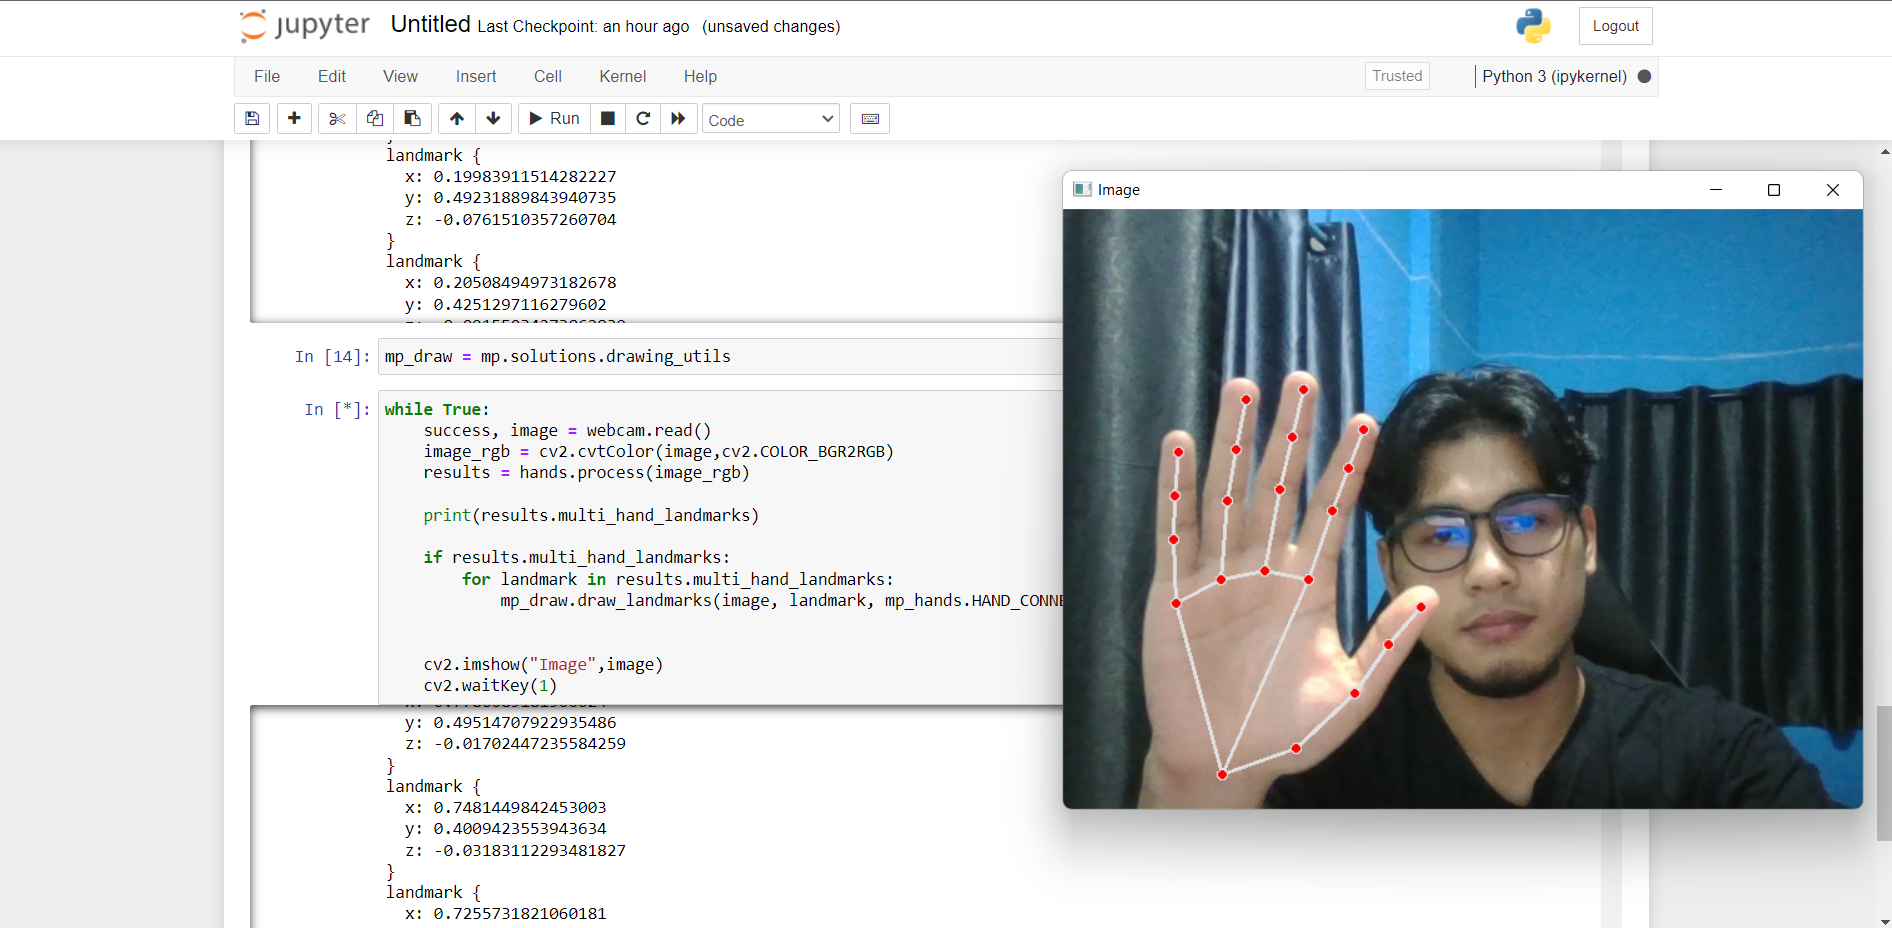 jupyter Untitled Last Checkpoint: an hour ago (unsaved changes) Logout
File Edit View Insert Cell Kernel Help Trusted Python 3 (ipykernel)
Run Code
landmark {
x: 0.19983911514282227
y: 0.49231889843940735
z: -0.0761510357260704
}
landmark {
x: 0.20508494973182678
y: 0.4251297116279602
In [14]: mp_draw = mp.solutions.drawing_utils
In [*]: while True:
success, image = webcam.read()
image_rgb = cv2.cvtColor(image,cv2.COLOR_BGR2RGB)
results = hands.process(image_rgb)
print(results.multi_hand_landmarks)
if results.multi_hand_landmarks:
for landmark in results.multi_hand_landmarks:
mp_draw.draw_landmarks(image, landmark, mp_hands.HAND_CONNE
cv2.imshow("Image",image)
cv2.waitKey(1)
y: 0.49514707922935486
z: -0.01702447235584259
}
landmark {
x: 0.7481449842453003
y: 0.4009423553943634
z: -0.03183112293481827
}
landmark {
x: 0.7255731821060181
Image